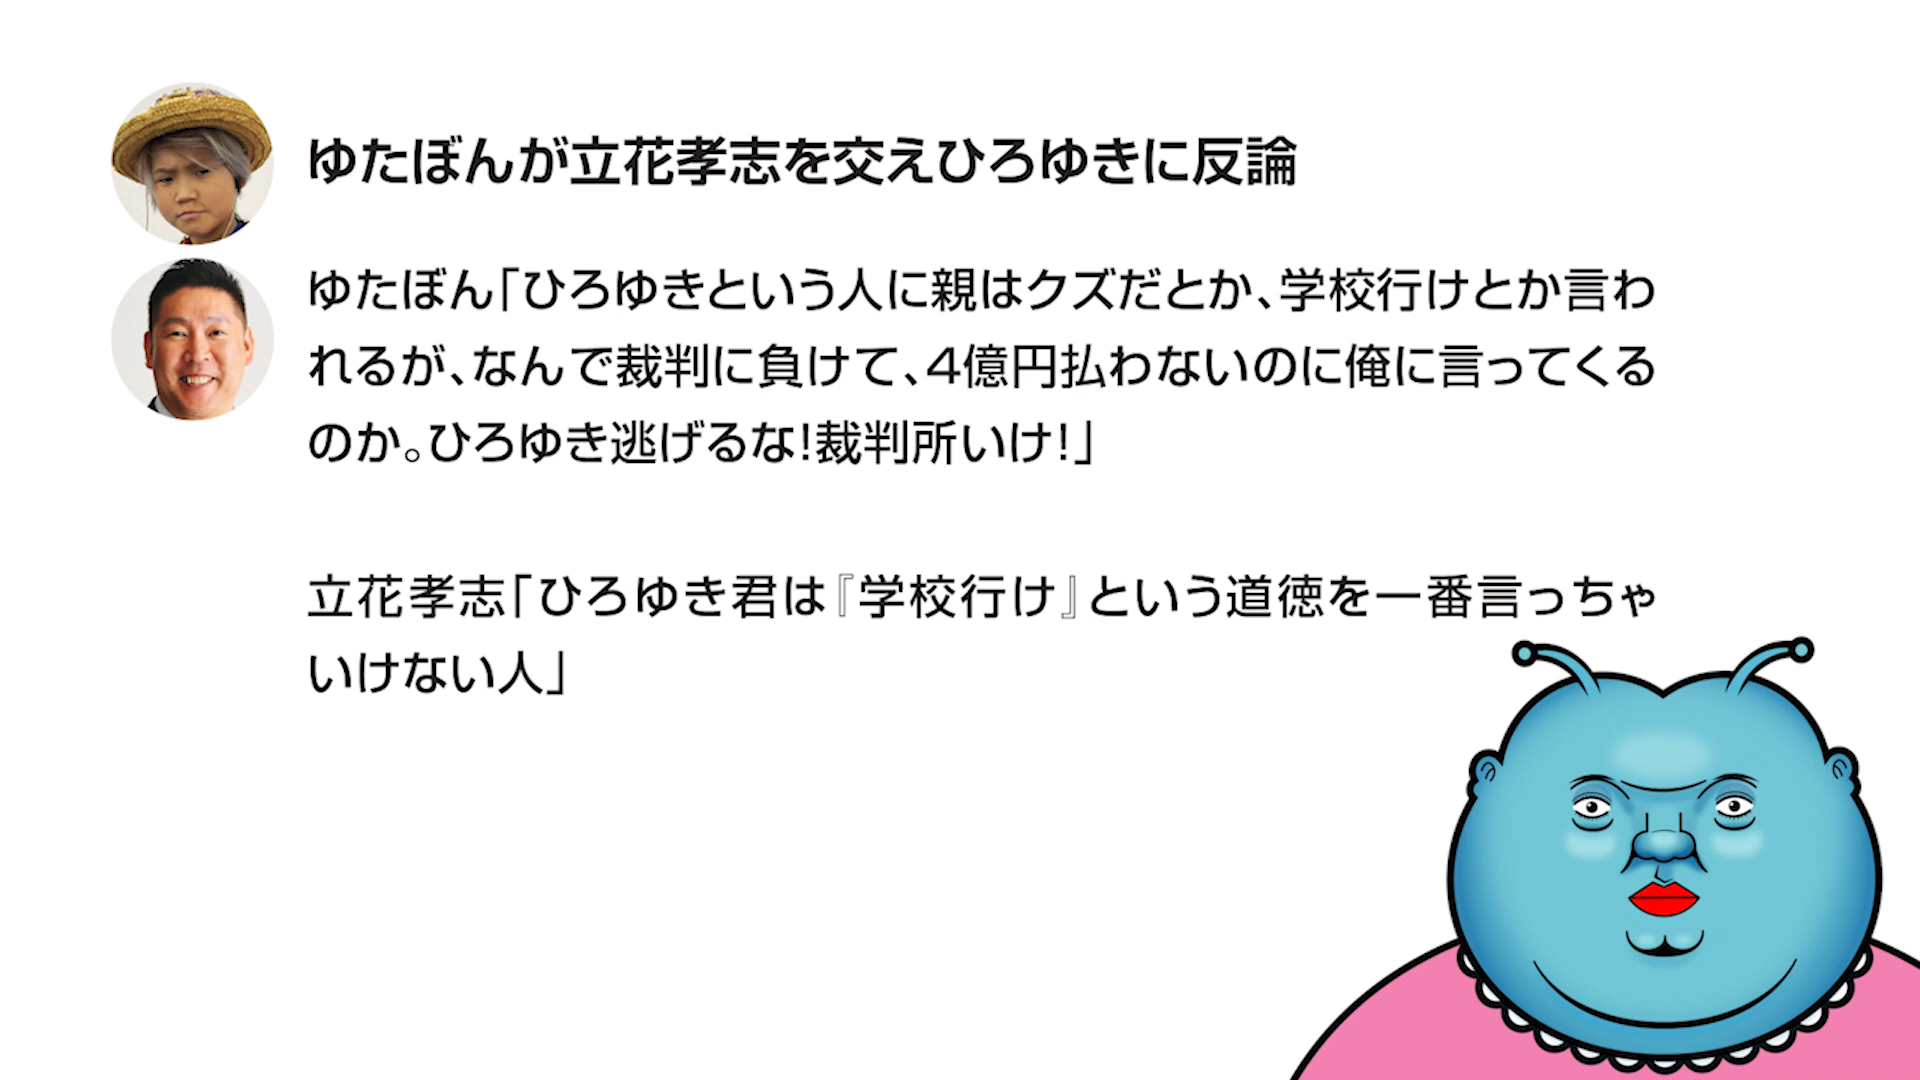 ゆたぼんが立花孝志を交えひろゆきに反論
ゆたぼん「ひろゆきという人に親はクズだとか、学校行けとか言わ
れるが、なんで裁判に負けて、4億円払わないのに俺に言ってくる
のか。ひろゆき逃げるな!裁判所いけ!」
立花孝志「ひろゆき君は『学校行け』という道徳を一番言っちゃ
いけない人」